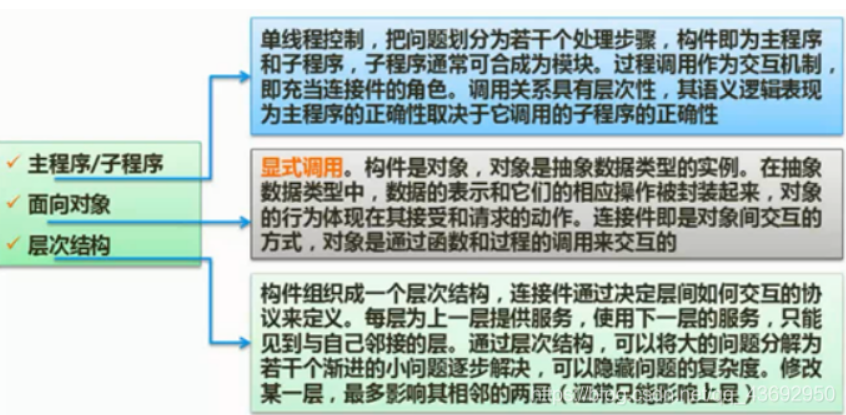 单线程控制，把问题划分为若干个处理步骤，构件即为主程序
和子程序，子程序通常可合成为模块。过程调用作为交互机制，
即充当连接件的角色。调用关系具有层次性，其语义逻辑表现
为主程序的正确性取决于它调用的子程序的正确性
✓ 主程序/子程序
✓ 面向对象
✓ 层次结构
显式调用。构件是对象，对象是抽象数据类型的实例。在抽象
数据类型中，数据的表示和它们的相应操作被封装起来，对象
的行为体现在其接受和请求的动作。连接件即是对象间交互的
方式，对象是通过函数和过程的调用来交互的
构件组织成一个层次结构，连接件通过决定层间如何交互的协
议来定义。每层为上一层提供服务，使用下一层的服务，只能
见到与自己邻接的层。通过层次结构，可以将大的问题分解为
若干个渐进的小问题逐步解决，可以隐藏问题的复杂度。修改
某一层，最多影响其相邻的两层（通常只能影响上层）